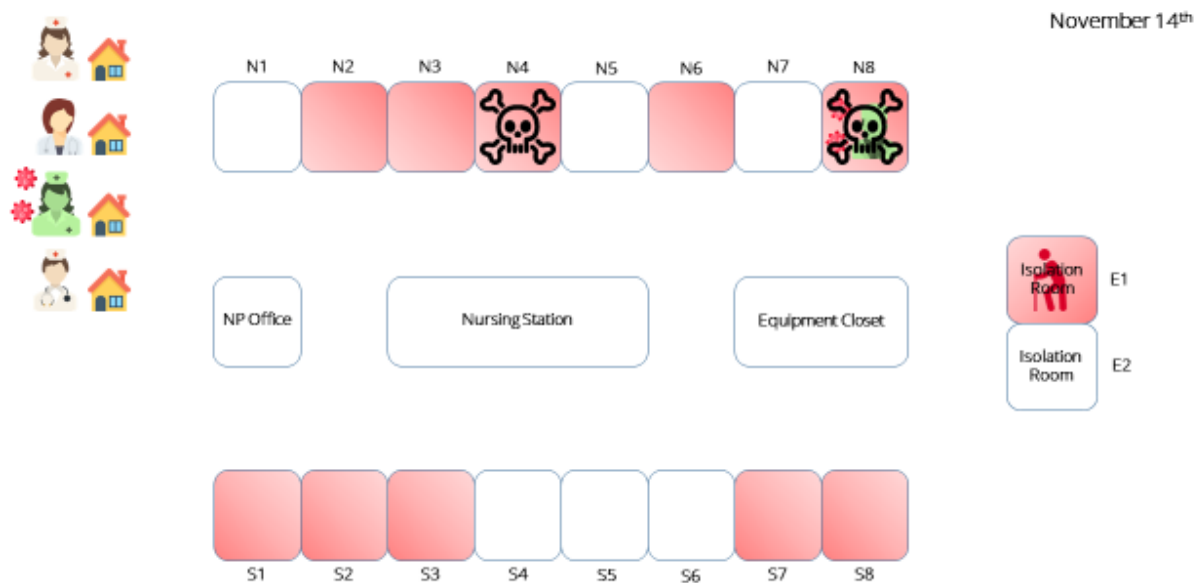 November 14th
N1 N2 N3 N4 N5 N6 N7 N8
Isolation
Room
E1
NP Office
Nursing Station
Equipment Closet
Isolation
Room
E2
S1 S2 S3 S4 S5 S6 S7 S8